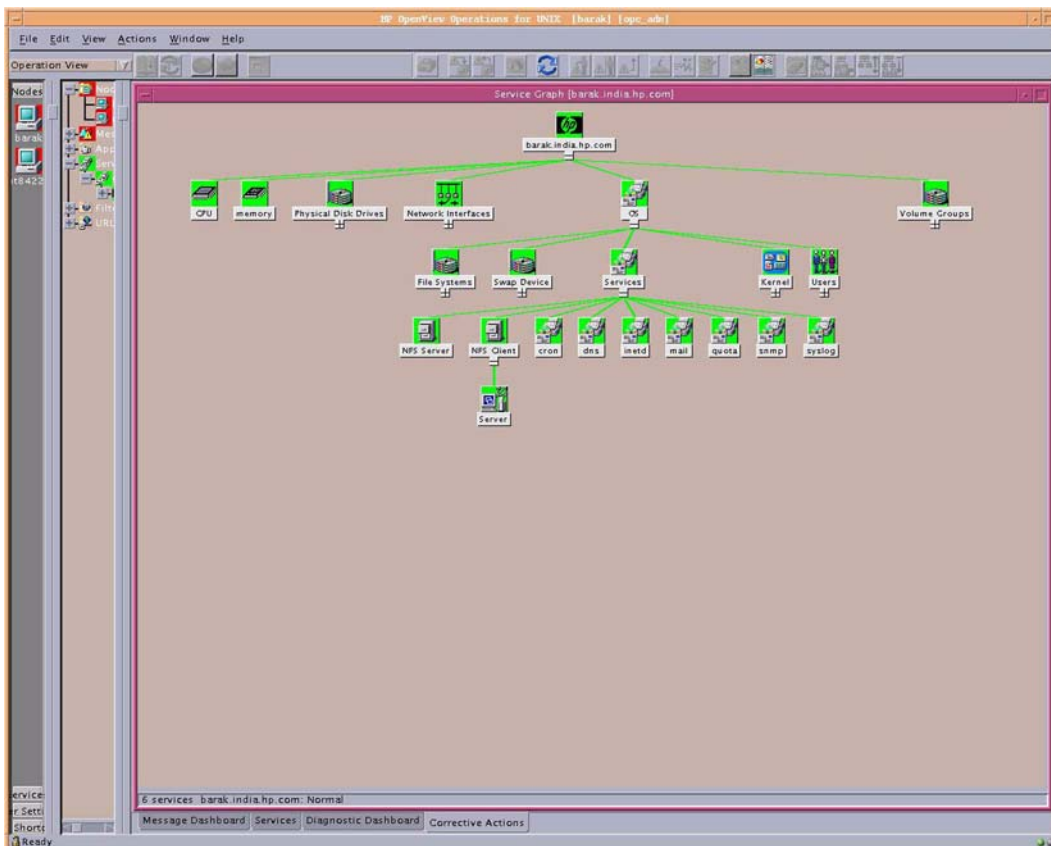 HP OpenView Operations for UNIX [barak] [opc_adm]
File Edit View Actions Window Help
Operation View
Nodes
barak
Service Graph [barak.india.hp.com]
barak.india.hp.com
CPU memory Physical Disk Drives Network Interfaces OS Volume Groups
File Systems Swap Device Services Kernel Users
NFS Server NFS Client cron dns inetd mail quota snmp syslog
Server
6 services barak.india.hp.com: Normal
Message Dashboard Services Diagnostic Dashboard Corrective Actions
Ready